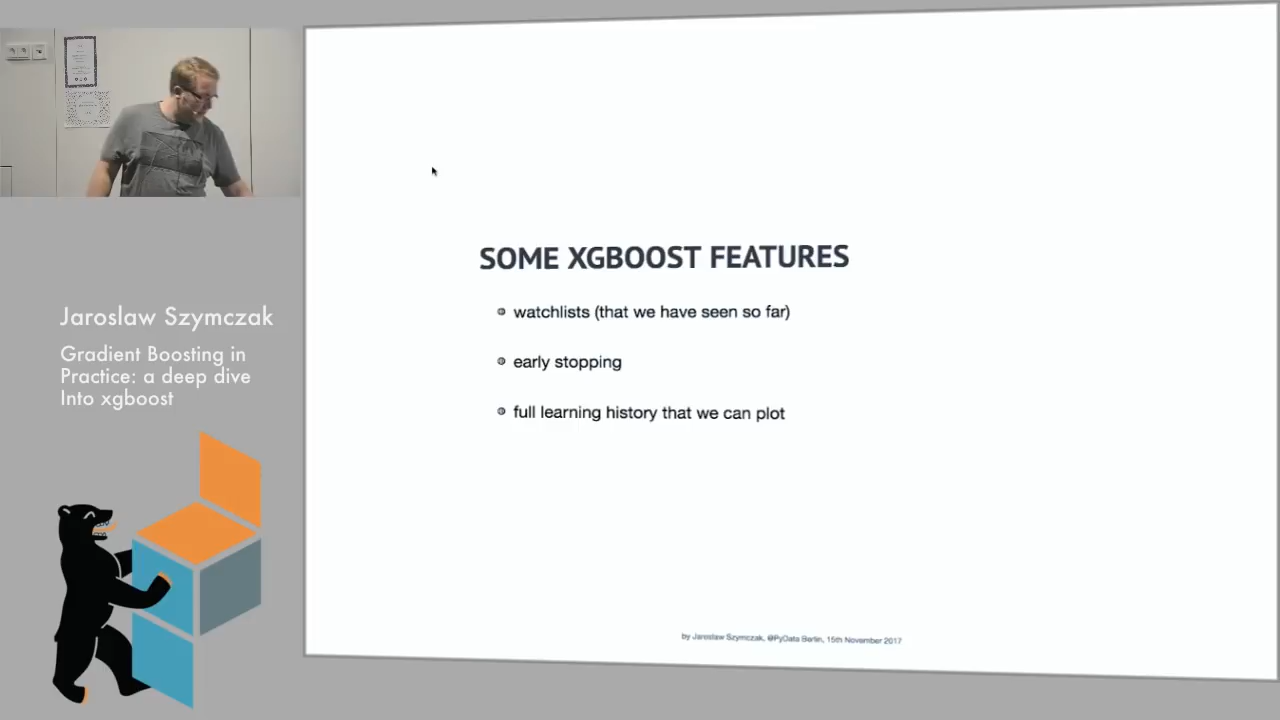 Jaroslaw Szymczak
Gradient Boosting in
Practice: a deep dive
Into xgboost
SOME XGBOOST FEATURES
watchlists (that we have seen so far)
early stopping
full learning history that we can plot
by Jaroslaw Szymczak, @PyData Berlin, 15th November 2017